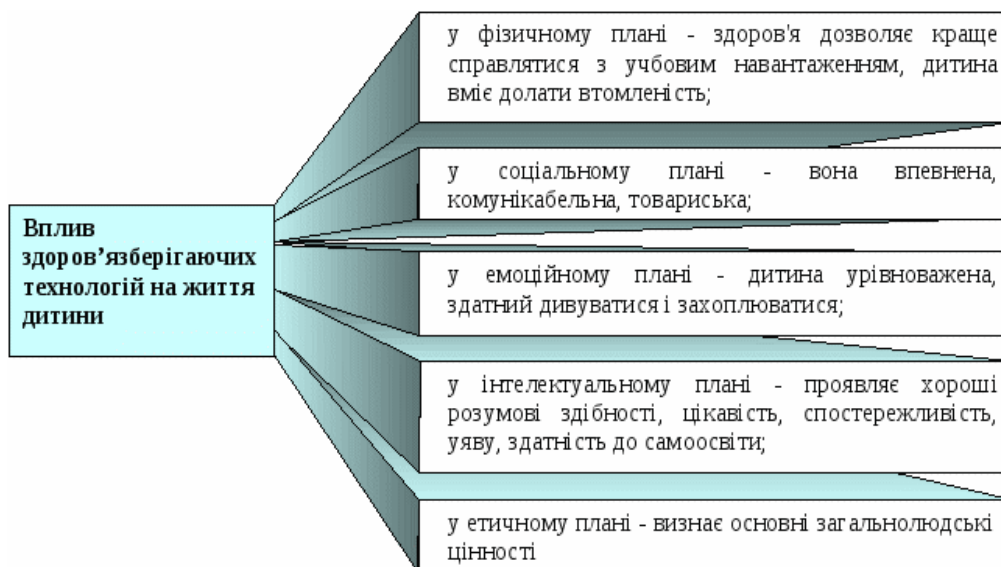 Вплив
здоров’язберігаючих
технологій на життя
дитини
у фізичному плані - здоров'я дозволяє краще
справлятися з учбовим навантаженням, дитина
вміє долати втомленість;
у соціальному плані - вона впевнена,
комунікабельна, товариська;
у емоційному плані - дитина урівноважена,
здатний дивуватися і захоплюватися;
у інтелектуальному плані - проявляє хороші
розумові здібності, цікавість, спостережливість,
уяву, здатність до самоосвіти;
у етичному плані - визнає основні загальнолюдські
цінності